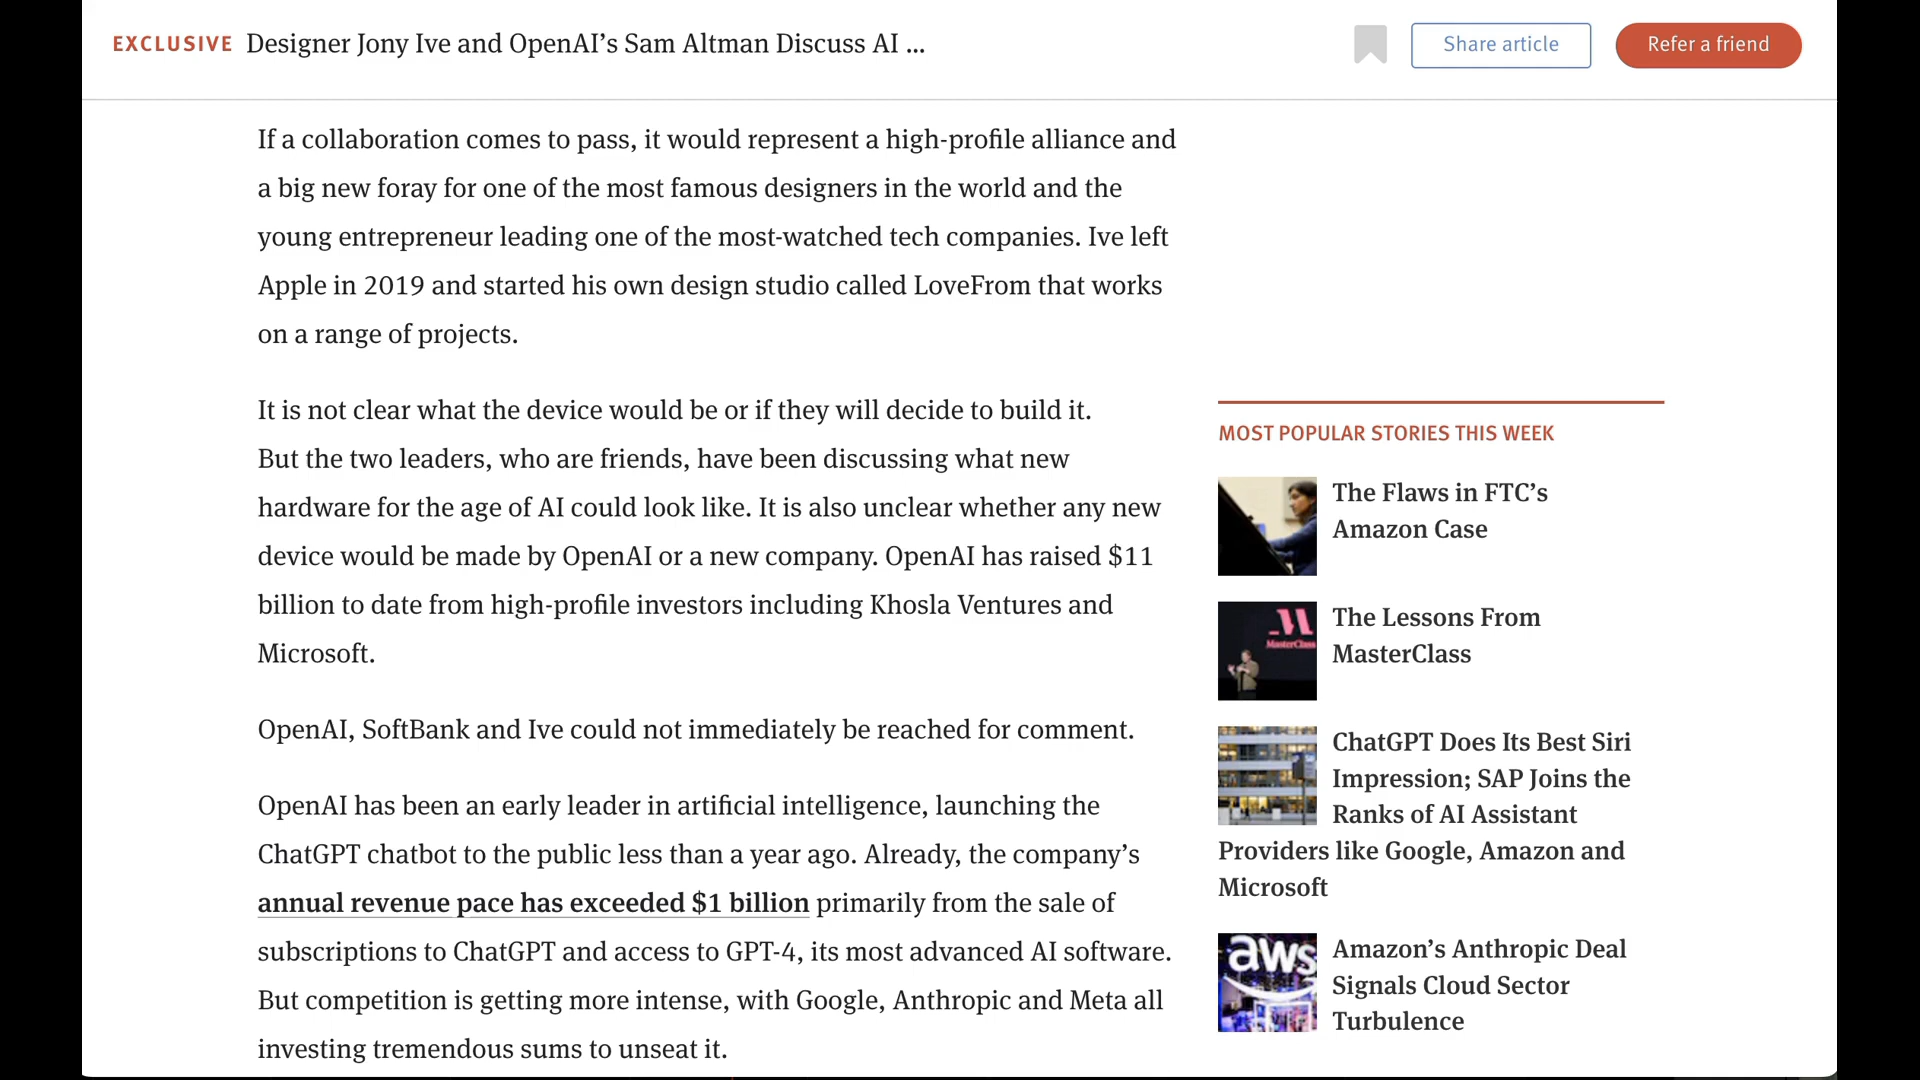 EXCLUSIVE Designer Jony Ive and OpenAI’s Sam Altman Discuss AI ...
Share article
Refer a friend
If a collaboration comes to pass, it would represent a high-profile alliance and
a big new foray for one of the most famous designers in the world and the
young entrepreneur leading one of the most-watched tech companies. Ive left
Apple in 2019 and started his own design studio called LoveFrom that works
on a range of projects.
It is not clear what the device would be or if they will decide to build it.
But the two leaders, who are friends, have been discussing what new
hardware for the age of AI could look like. It is also unclear whether any new
device would be made by OpenAI or a new company. OpenAI has raised $11
billion to date from high-profile investors including Khosla Ventures and
Microsoft.
OpenAI, SoftBank and Ive could not immediately be reached for comment.
OpenAI has been an early leader in artificial intelligence, launching the
ChatGPT chatbot to the public less than a year ago. Already, the company’s
annual revenue pace has exceeded $1 billion primarily from the sale of
subscriptions to ChatGPT and access to GPT-4, its most advanced AI software.
But competition is getting more intense, with Google, Anthropic and Meta all
investing tremendous sums to unseat it.
MOST POPULAR STORIES THIS WEEK
The Flaws in FTC’s
Amazon Case
MasterClass
The Lessons From
MasterClass
ChatGPT Does Its Best Siri
Impression; SAP Joins the
Ranks of AI Assistant
Providers like Google, Amazon and
Microsoft
aws
Amazon’s Anthropic Deal
Signals Cloud Sector
Turbulence